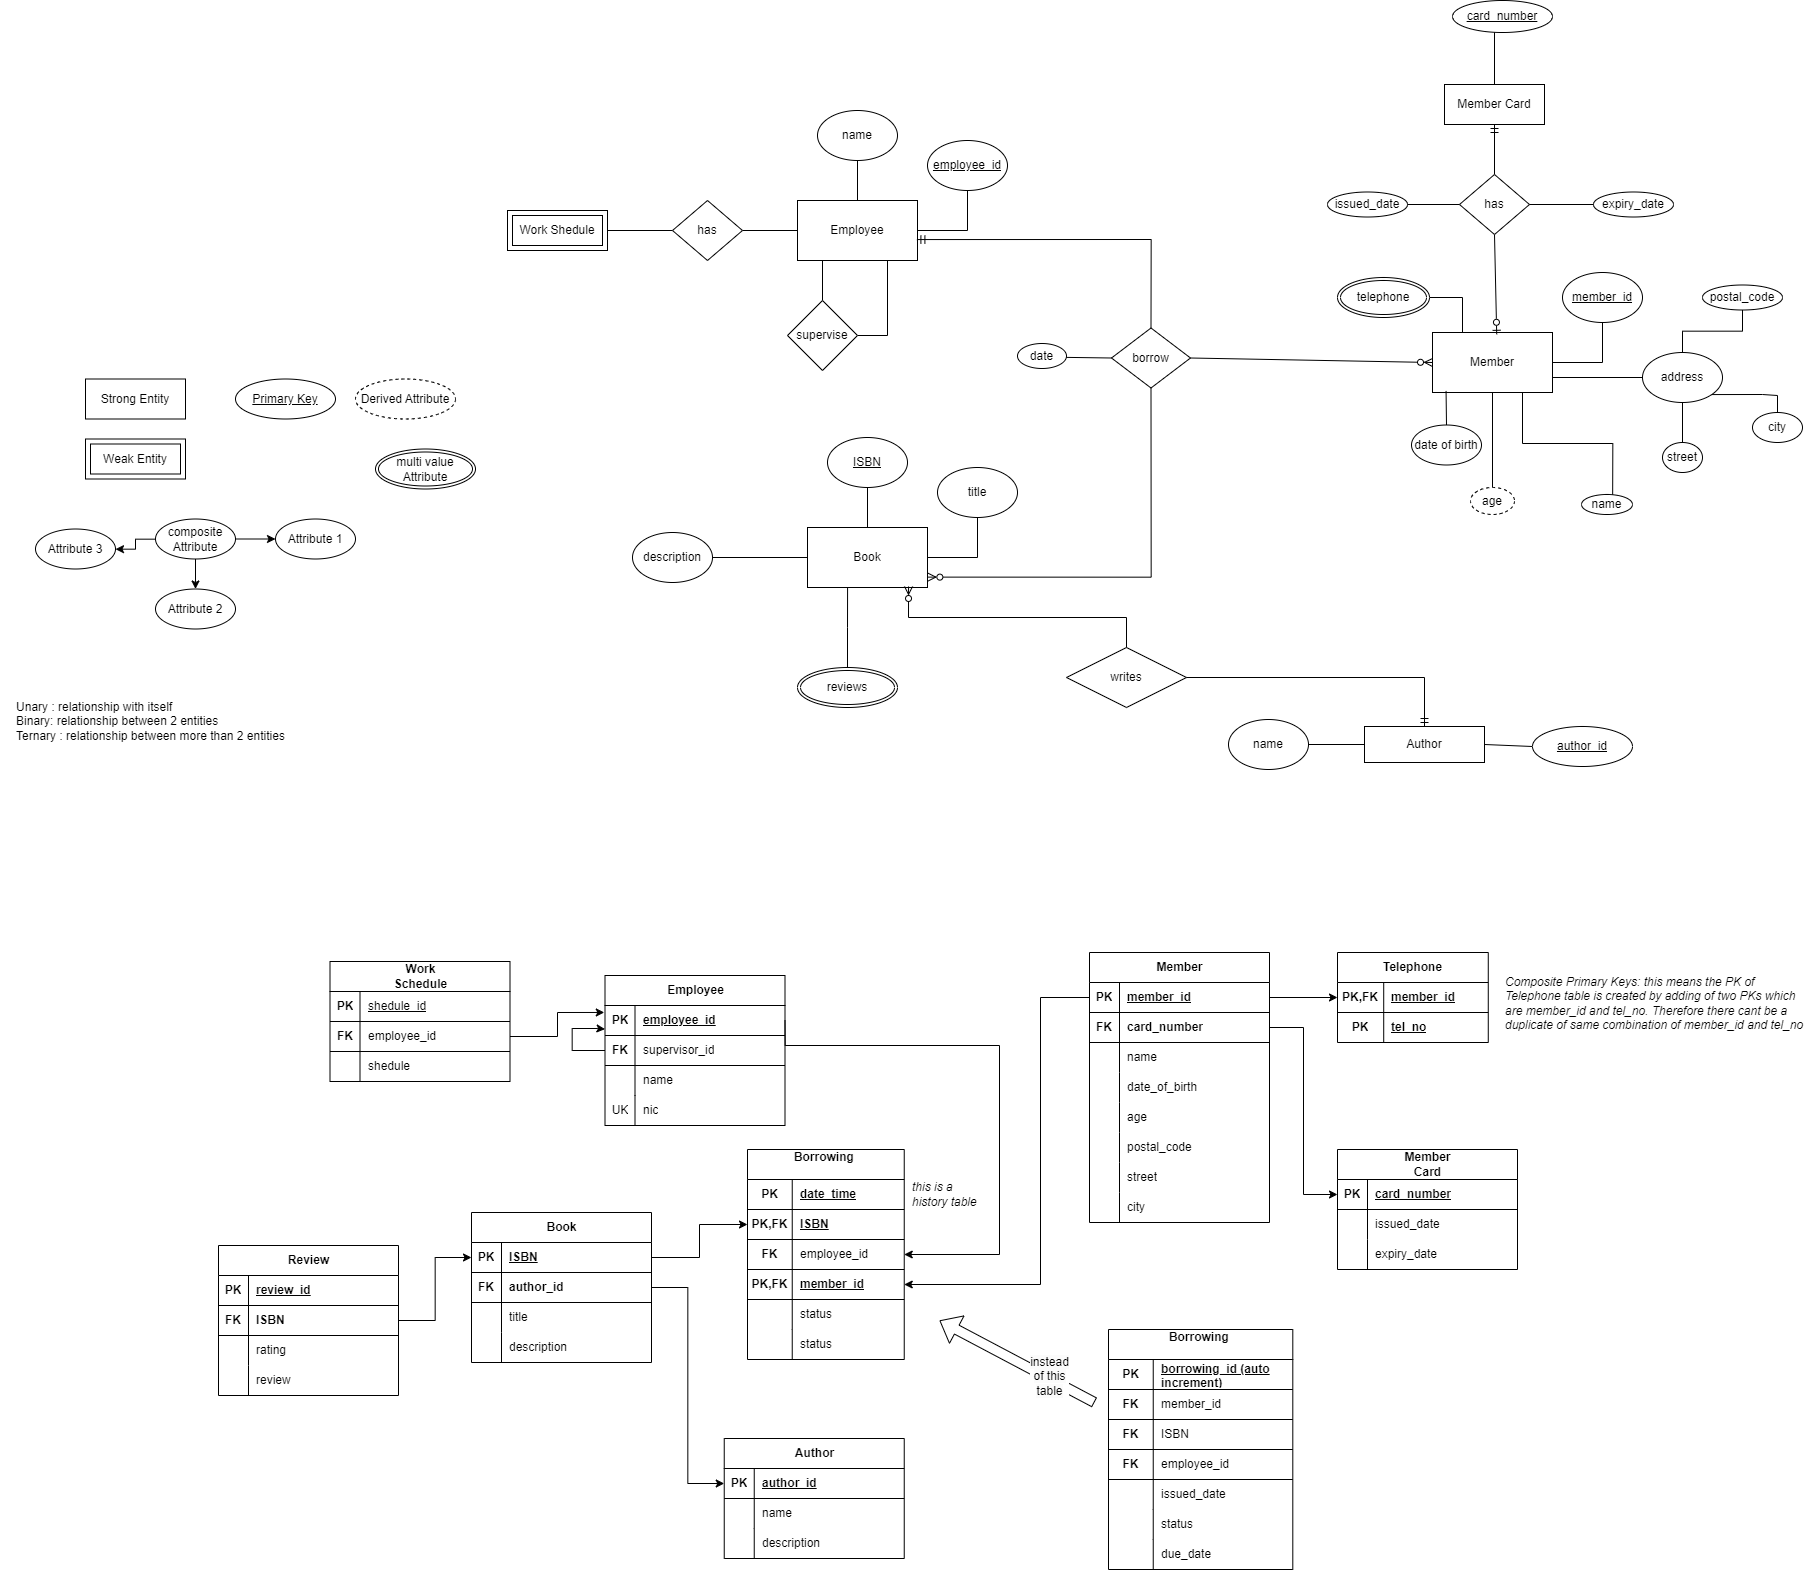 card_number
Member Card
name
employee_id
issued_date
has
expiry_date
Work Shedule
has
Employee
telephone
member_id
postal_code
supervise
date
borrow
Member
address
Strong Entity
Primary Key
Derived Attribute
city
date of birth
street
Weak Entity
multi value
Attribute
ISBN
title
age
name
composite
Attribute
Attribute 3
Attribute 1
description
Book
Attribute 2
reviews
writes
Unary : relationship with itself
Binary: relationship between 2 entities
Ternary : relationship between more than 2 entities
name
Author
author_id
Work
Schedule
PK shedule_id
FK employee_id
shedule
Employee
PK employee_id
FK supervisor_id
name
UK nic
Member
PK member_id
FK card_number
name
date_of_birth
age
postal_code
street
city
Telephone
PK,FK member_id
PK tel_no
Composite Primary Keys: this means the PK of
Telephone table is created by adding of two PKs which
are member_id and tel_no. Therefore there cant be a
duplicate of same combination of member_id and tel_no
Borrowing
PK date_time
PK,FK ISBN
FK employee_id
PK,FK member_id
status
status
this is a
history table
Member
Card
PK card_number
issued_date
expiry_date
Book
PK ISBN
FK author_id
title
description
Review
PK review_id
FK ISBN
rating
review
instead
of this
table
Borrowing
PK borrowing_id (auto
increment)
FK member_id
FK ISBN
FK employee_id
issued_date
status
due_date
Author
PK author_id
name
description